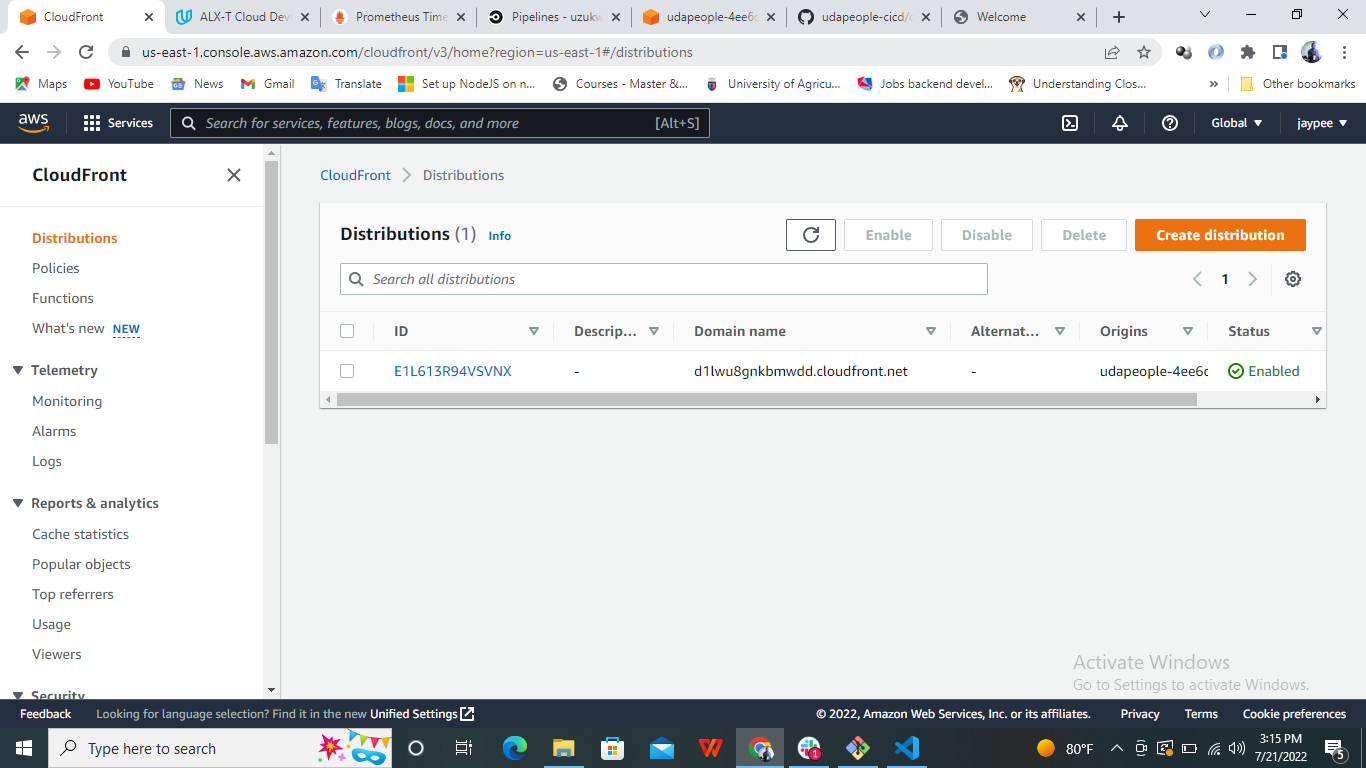 CloudFront
ALX-T Cloud Dev
Prometheus Time
Pipelines - uzukw
udapeople-4ee6
udapeople-cicd/
Welcome
us-east-1.console.aws.amazon.com/cloudfront/v3/home?region=us-east-1#/distributions
Maps
YouTube
News
Gmail
Translate
Set up NodeJS on n...
Courses - Master &...
University of Agricu...
Jobs backend devel...
Understanding Clos...
»
Other bookmarks
aws
Services
Search for services, features, blogs, docs, and more
[Alt+S]
Global
jaypee
CloudFront
Distributions
Policies
Functions
What's new NEW
Telemetry
Monitoring
Alarms
Logs
Reports & analytics
Cache statistics
Popular objects
Top referrers
Usage
Viewers
Security
CloudFront
Distributions
Distributions (1) Info
Enable
Disable
Delete
Create distribution
Search all distributions
1
ID
Descrip...
Domain name
Alternat...
Origins
Status
E1L613R94VSVNX
-
d1lwu8gnkbmwdd.cloudfront.net
-
udapeople-4ee6c
Enabled
Activate Windows
Go to Settings to activate Windows.
Feedback
Looking for language selection? Find it in the new Unified Settings
© 2022, Amazon Web Services, Inc. or its affiliates.
Privacy
Terms
Cookie preferences
Type here to search
1
80°F
3:15 PM
7/21/2022
5